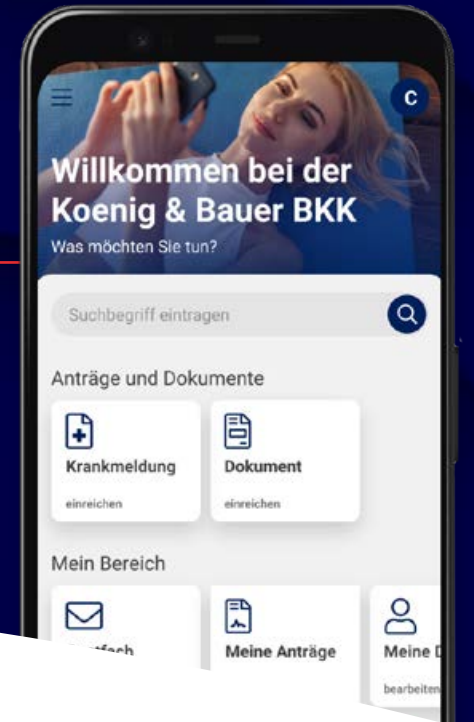 C
Willkommen bei der
Koenig & Bauer BKK
Was möchten Sie tun?
Suchbegriff eintragen
Anträge und Dokumente
Krankmeldung
einreichen
Dokument
einreichen
Mein Bereich
Meine Anträge
Meine
bearbeiten